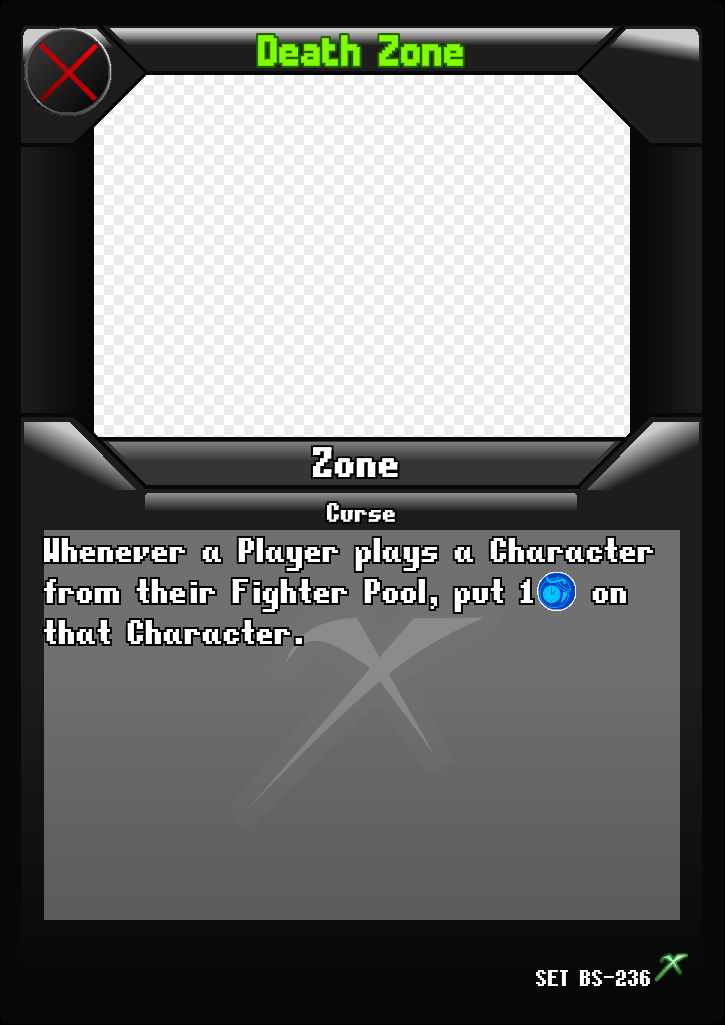 Death Zone
Zone
Curse
Whenever a Player plays a Character
from their Fighter Pool, put 1 on
that Character.
SET BS-236